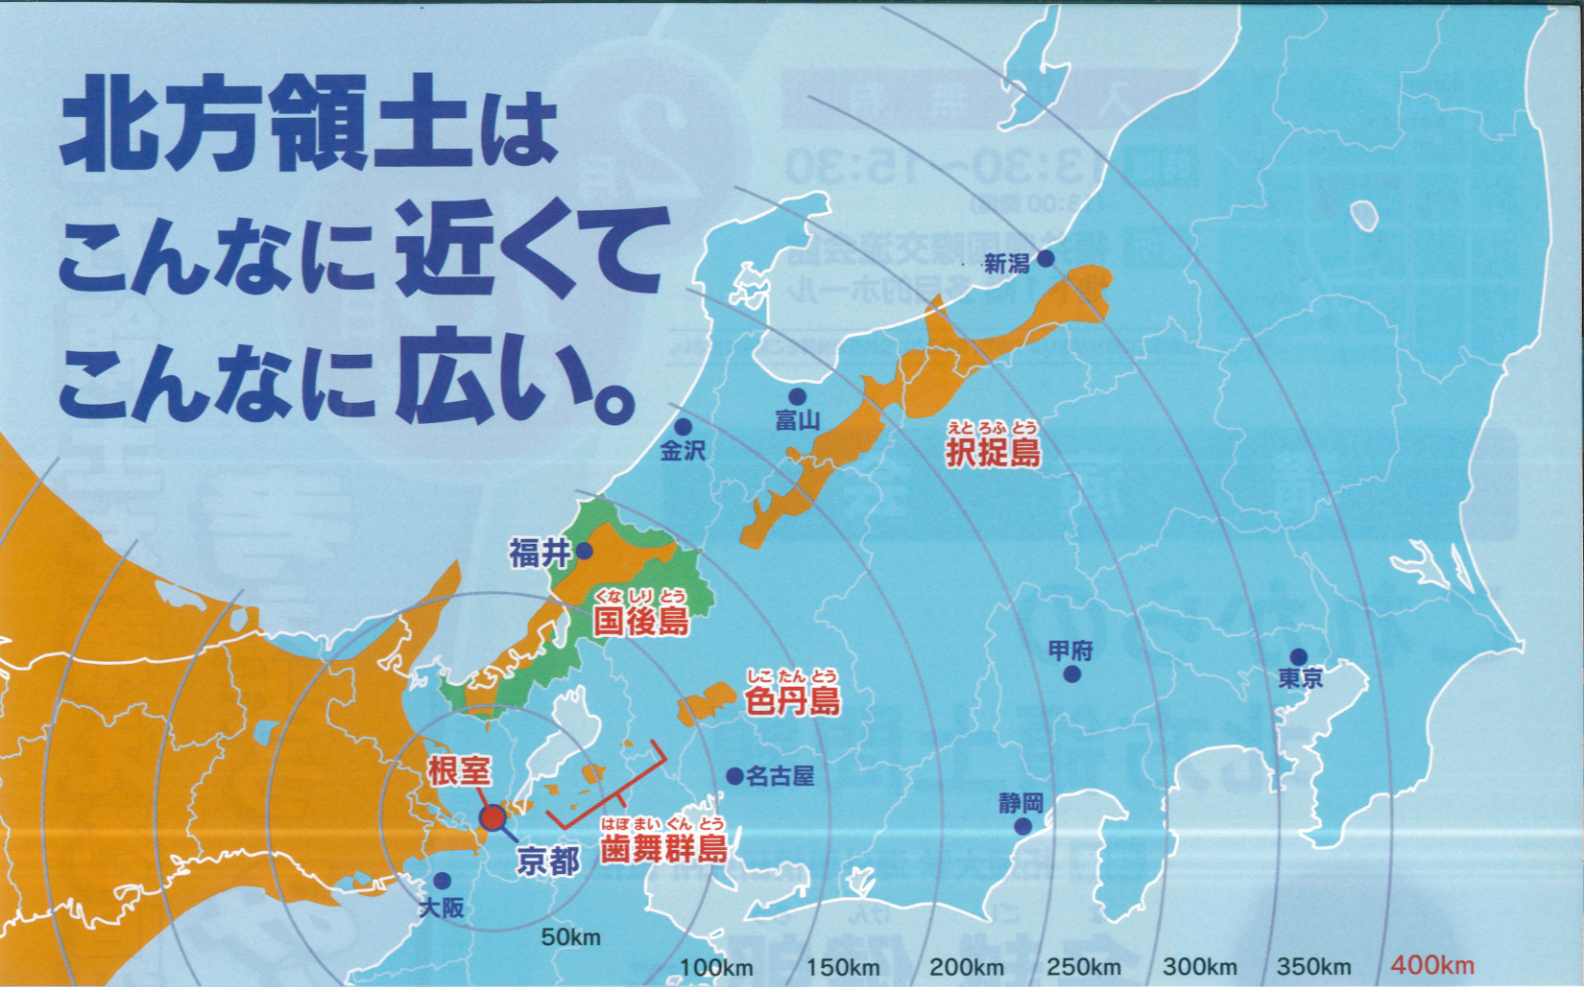 北方領土は
こんなに近くて
こんなに広い。
新潟
富山
金沢
えとろふとう
択捉島
福井
くなしりとう
国後島
しこたんとう
色丹島
甲府
東京
根室
名古屋
静岡
はぼまいぐんとう
歯舞群島
京都
大阪
50km
100km
150km
200km
250km
300km
350km
400km